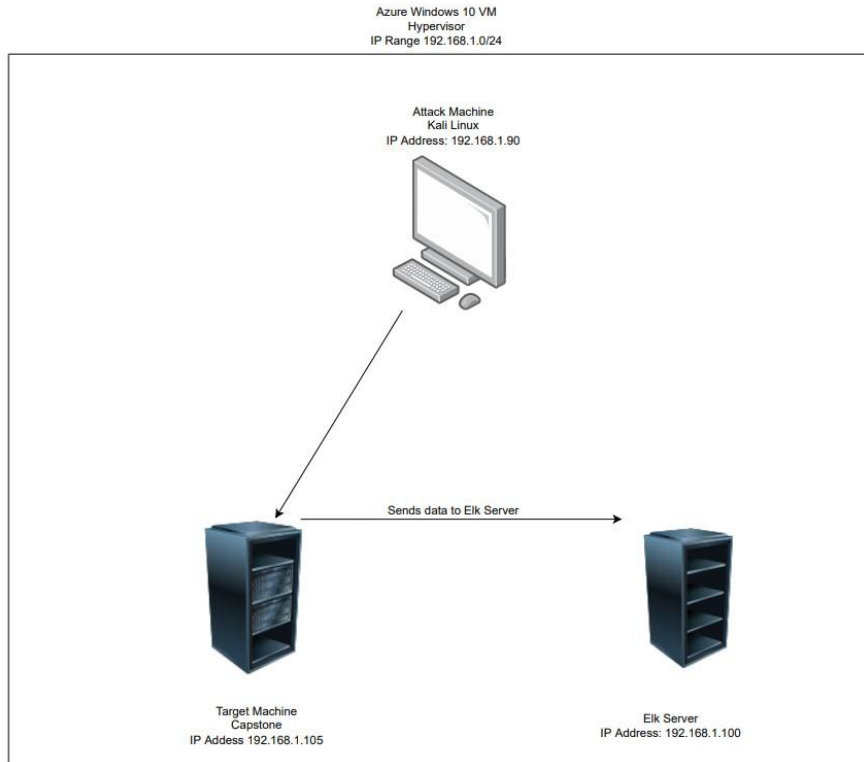 Azure Windows 10 VM
Hypervisor
IP Range 192.168.1.0/24
Attack Machine
Kali Linux
IP Address: 192.168.1.90
Sends data to Elk Server
Target Machine
Capstone
IP Addess 192.168.1.105
Elk Server
IP Address: 192.168.1.100